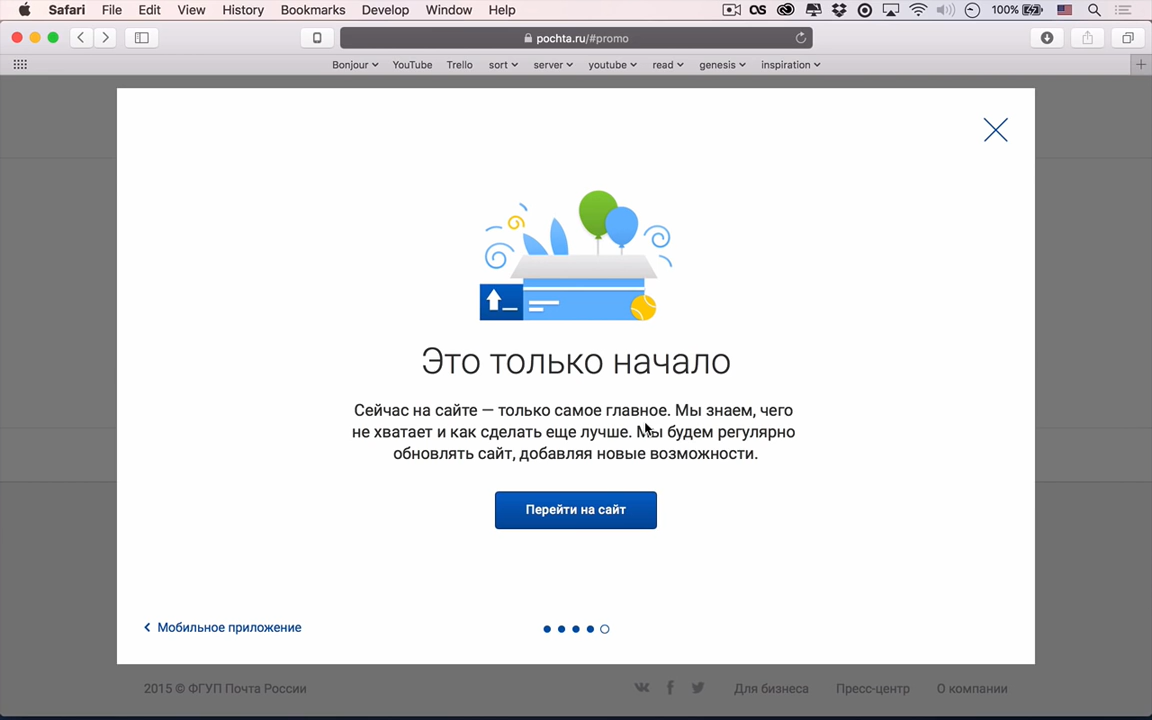 Safari File Edit View History Bookmarks Develop Window Help 100%
pochta.ru/#promo
Bonjour YouTube Trello sort server youtube read genesis inspiration
Это только начало
Сейчас на сайте — только самое главное. Мы знаем, чего
не хватает и как сделать еще лучше. Мы будем регулярно
обновлять сайт, добавляя новые возможности.
Перейти на сайт
Мобильное приложение
2015 © ФГУП Почта России Для бизнеса Пресс-центр О компании